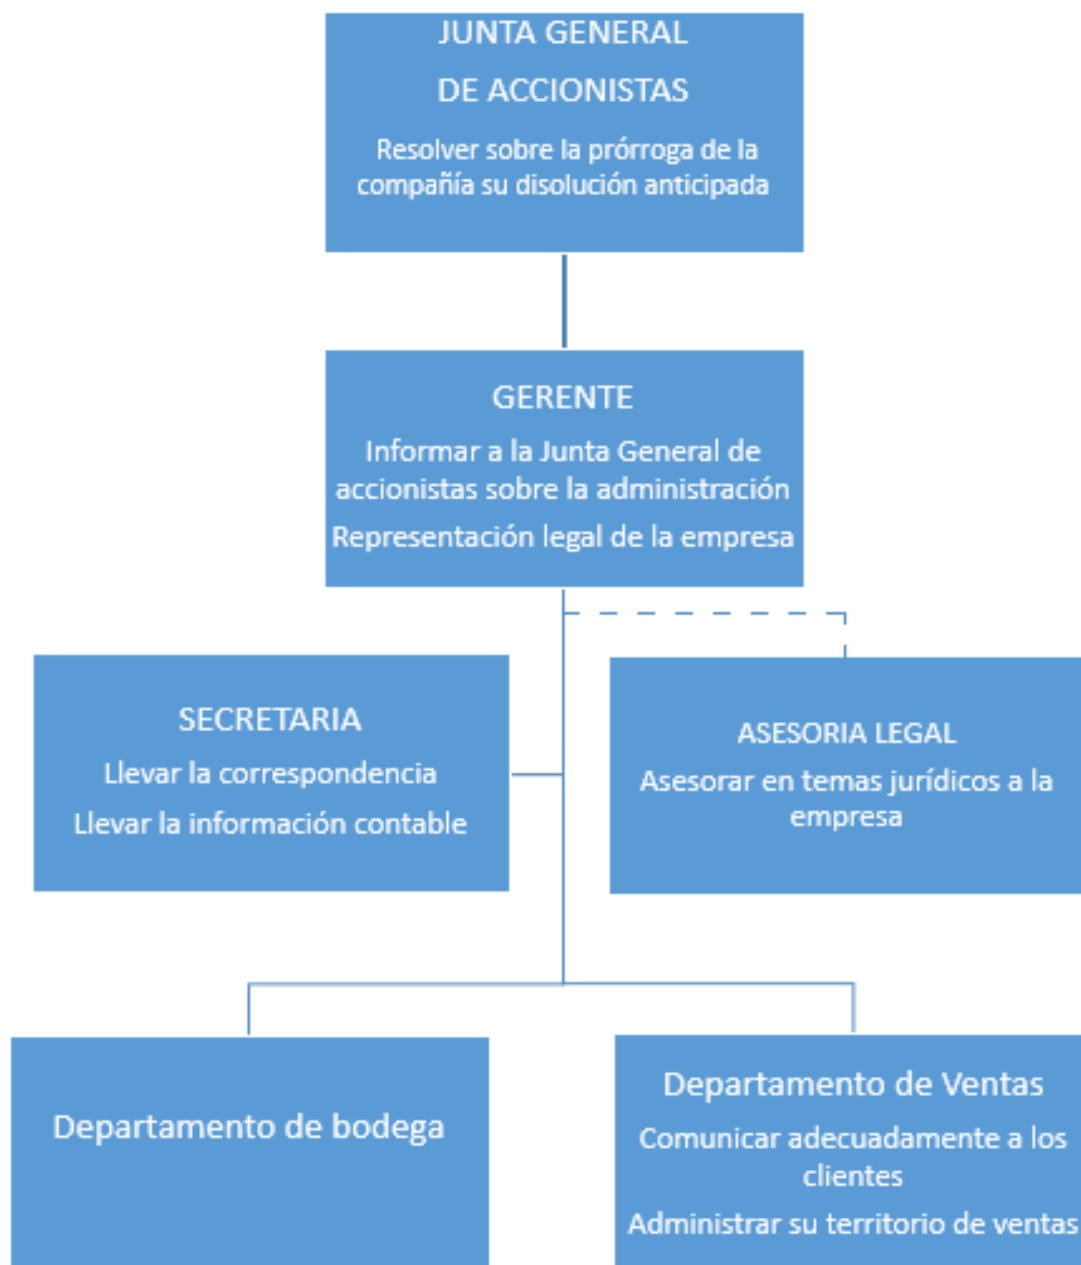 JUNTA GENERAL
DE ACCIONISTAS
Resolver sobre la prórroga de la
compañía su disolución anticipada
GERENTE
Informar a la Junta General de
accionistas sobre la administración
Representación legal de la empresa
SECRETARIA
Llevar la correspondencia
Llevar la información contable
ASESORIA LEGAL
Asesorar en temas jurídicos a la
empresa
Departamento de bodega
Departamento de Ventas
Comunicar adecuadamente a los
clientes
Administrar su territorio de ventas